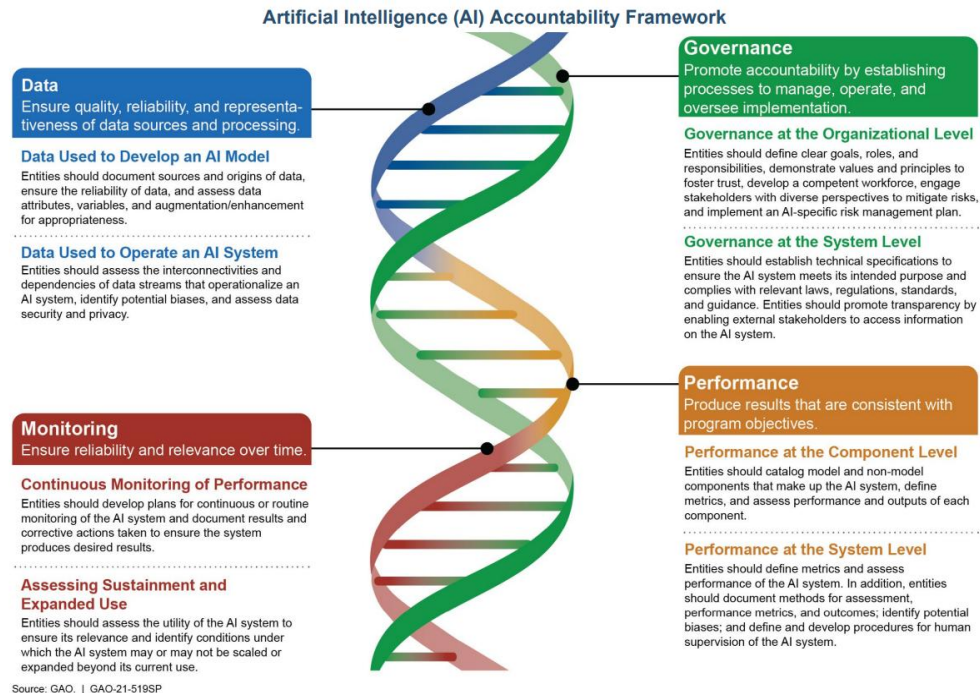 Artificial Intelligence (AI) Accountability Framework
Data
Ensure quality, reliability, and representa-
tiveness of data sources and processing.
Data Used to Develop an AI Model
Entities should document sources and origins of data,
ensure the reliability of data, and assess data
attributes, variables, and augmentation/enhancement
for appropriateness.
Data Used to Operate an AI System
Entities should assess the interconnectivities and
dependencies of data streams that operationalize an
AI system, identify potential biases, and assess data
security and privacy.
Monitoring
Ensure reliability and relevance over time.
Continuous Monitoring of Performance
Entities should develop plans for continuous or routine
monitoring of the AI system and document results and
corrective actions taken to ensure the system
produces desired results.
Assessing Sustainment and
Expanded Use
Entities should assess the utility of the AI system to
ensure its relevance and identify conditions under
which the AI system may or may not be scaled or
expanded beyond its current use.
Governance
Promote accountability by establishing
processes to manage, operate, and
oversee implementation.
Governance at the Organizational Level
Entities should define clear goals, roles, and
responsibilities, demonstrate values and principles to
foster trust, develop a competent workforce, engage
stakeholders with diverse perspectives to mitigate risks,
and implement an AI-specific risk management plan.
Governance at the System Level
Entities should establish technical specifications to
ensure the AI system meets its intended purpose and
complies with relevant laws, regulations, standards,
and guidance. Entities should promote transparency by
enabling external stakeholders to access information
on the AI system.
Performance
Produce results that are consistent with
program objectives.
Performance at the Component Level
Entities should catalog model and non-model
components that make up the AI system, define
metrics, and assess performance and outputs of each
component.
Performance at the System Level
Entities should define metrics and assess
performance of the AI system. In addition, entities
should document methods for assessment,
performance metrics, and outcomes; identify potential
biases; and define and develop procedures for human
supervision of the AI system.
Source: GAO. | GAO-21-519SP